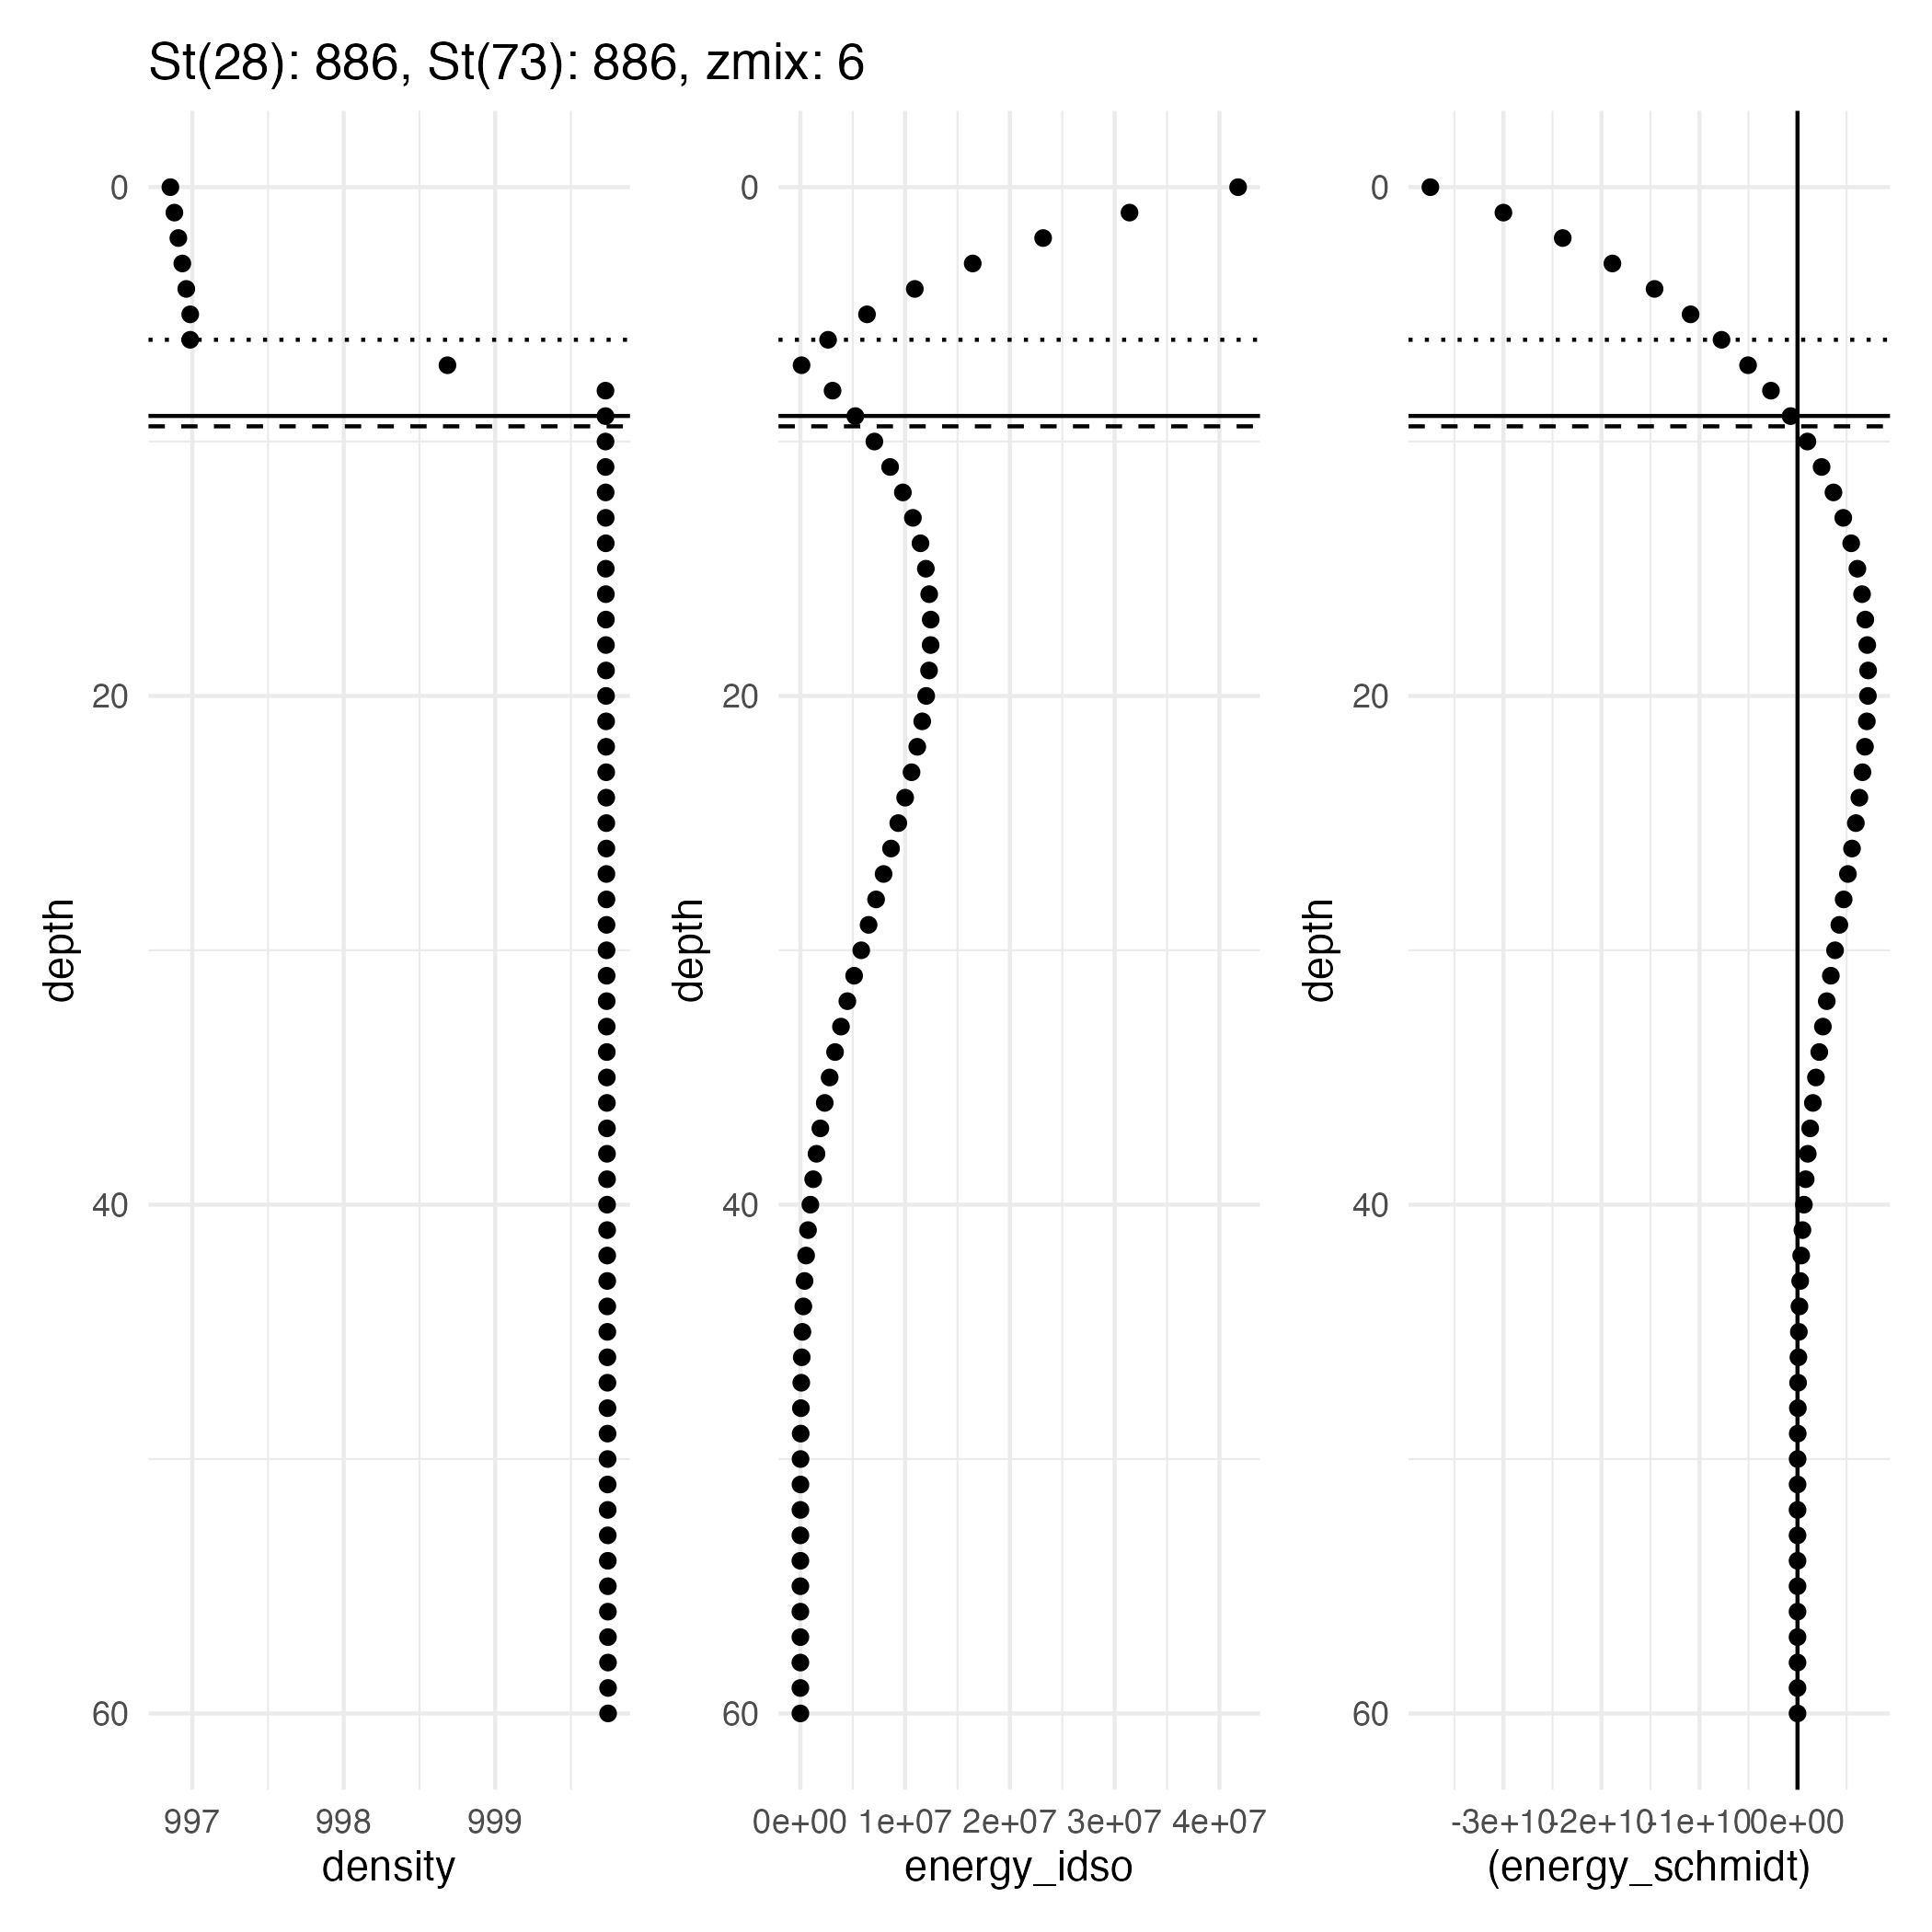 St(28): 886, St(73): 886, zmix: 6
0
20
40
60
depth
997 998 999
density
0
20
40
60
depth
0e+00 1e+07 2e+07 3e+07 4e+07
energy_idso
0
20
40
60
depth
-3e+10 -2e+10 -1e+10 0e+00
(energy_schmidt)